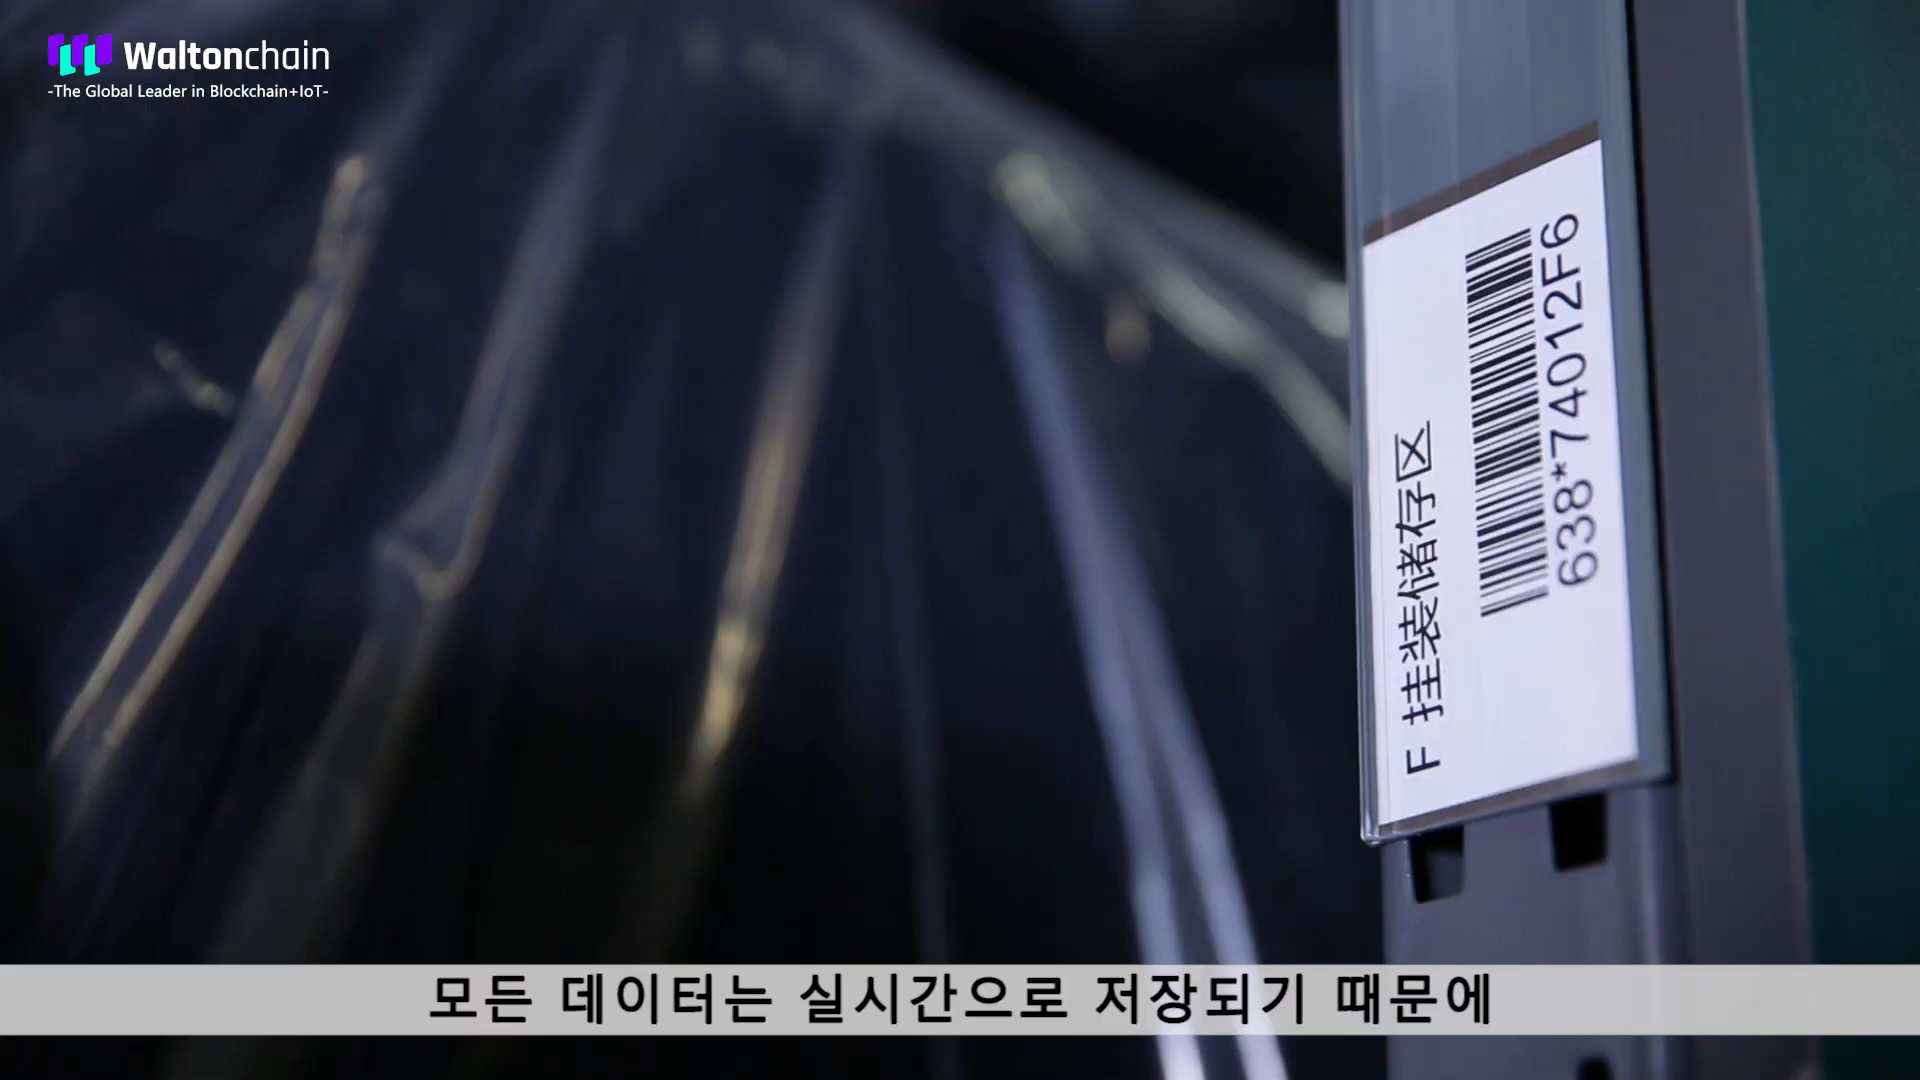 Waltonchain
-The Global Leader in Blockchain+IoT-
F 挂装储存区
638*74012F6
모든 데이터는 실시간으로 저장되기 때문에